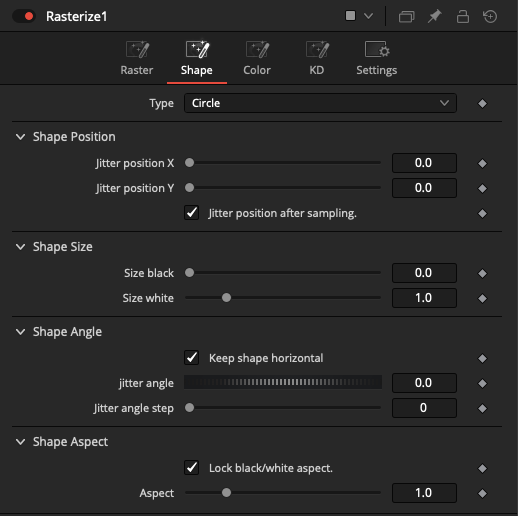 Rasterize1
Raster Shape Color KD Settings
Type Circle
Shape Position
Jitter position X 0.0
Jitter position Y 0.0
Jitter position after sampling.
Shape Size
Size black 0.0
Size white 1.0
Shape Angle
Keep shape horizontal
jitter angle 0.0
Jitter angle step 0
Shape Aspect
Lock black/white aspect.
Aspect 1.0